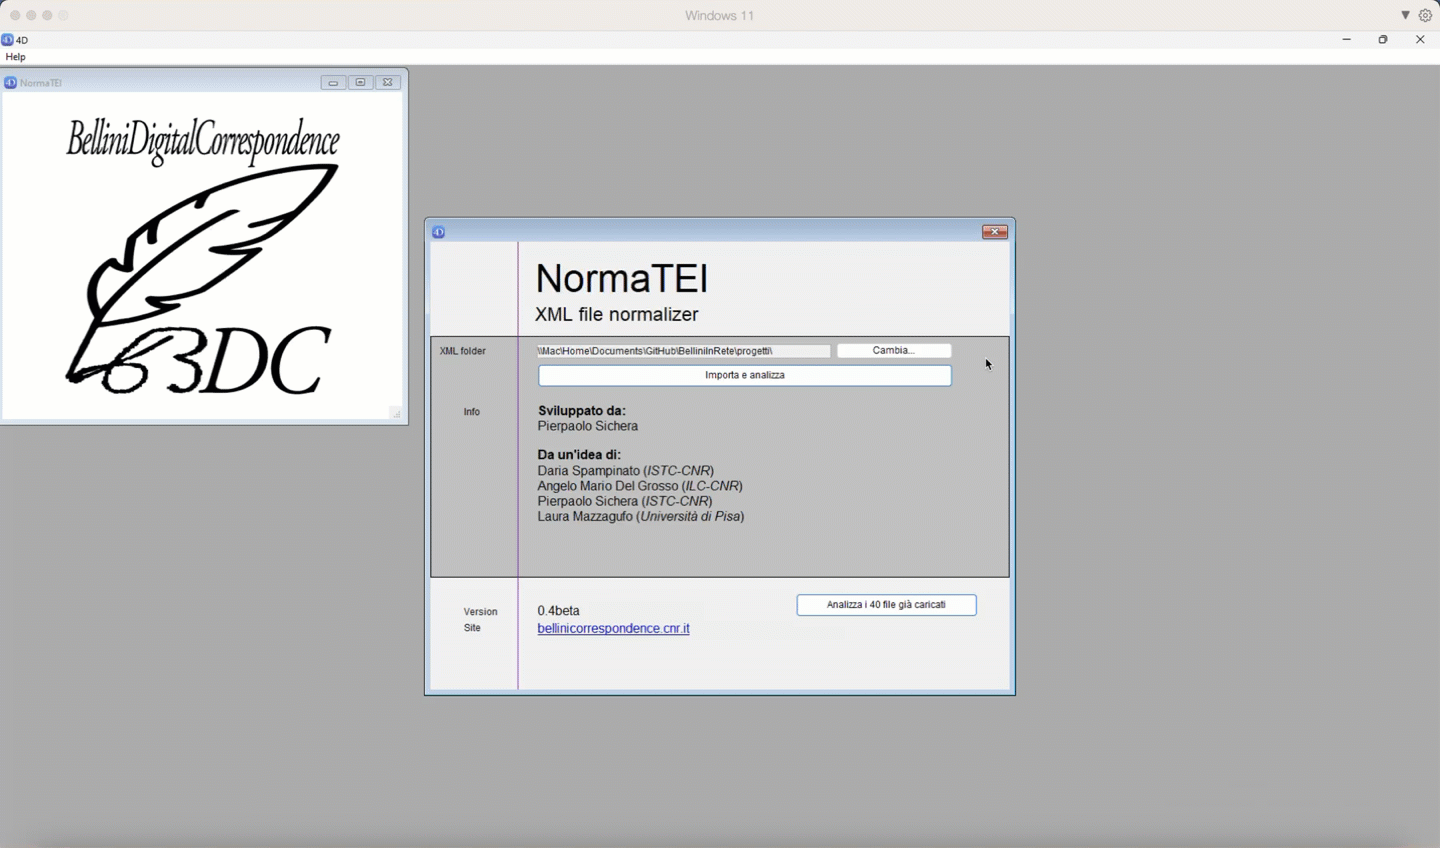 Windows 11
4D
Help
NormaTEI
BelliniDigitalCorrespondence
BDC
NormaTEI
XML file normalizer
XML folder
\\Mac\Home\Documents\GitHub\BelliniInRete\progetti\
Cambia...
Importa e analizza
Info
Sviluppato da:
Pierpaolo Sichera
Da un'idea di:
Daria Spampinato (ISTC-CNR)
Angelo Mario Del Grosso (ILC-CNR)
Pierpaolo Sichera (ISTC-CNR)
Laura Mazzagufo (Università di Pisa)
Version
0.4beta
Analizza i 40 file già caricati
Site
bellinicorrespondence.cnr.it